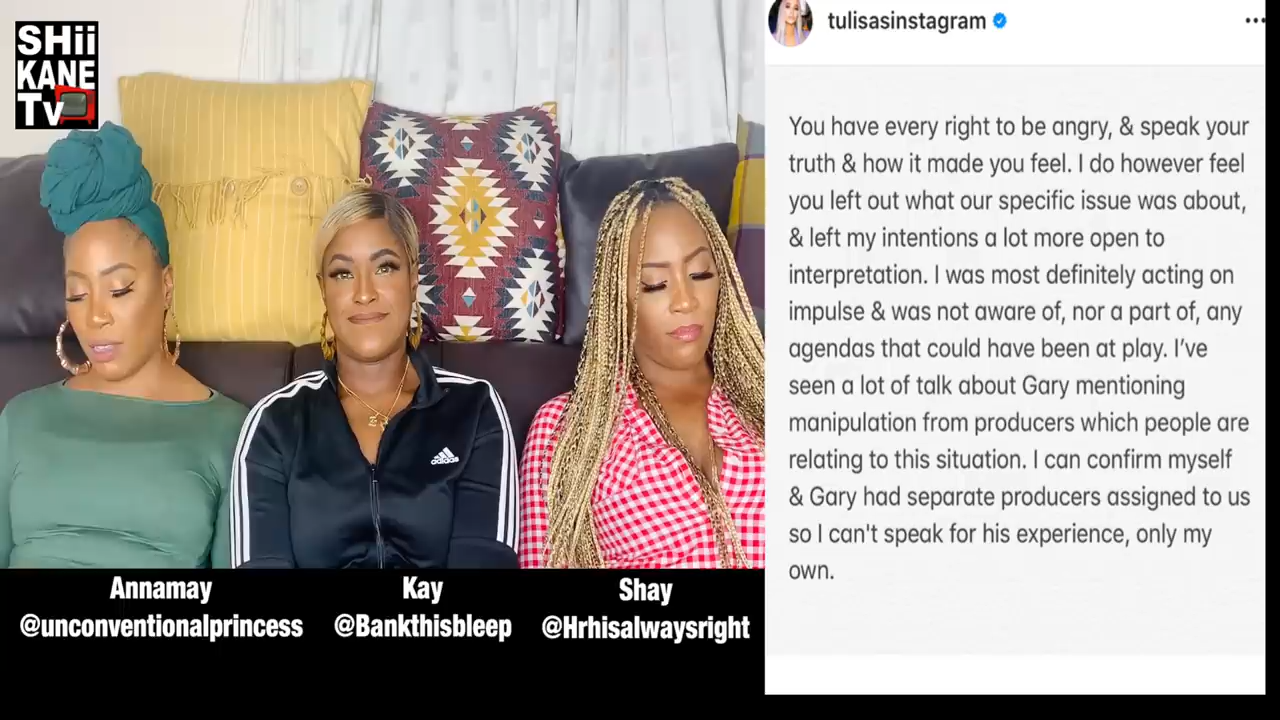 SHii
KANE
Tv
adidas
Annamay
@unconventionalprincess
Kay
@Bankthisbleep
Shay
@Hrhisalwaysright
tulisasinstagram
You have every right to be angry, & speak your
truth & how it made you feel. I do however feel
you left out what our specific issue was about,
& left my intentions a lot more open to
interpretation. I was most definitely acting on
impulse & was not aware of, nor a part of, any
agendas that could have been at play. I’ve
seen a lot of talk about Gary mentioning
manipulation from producers which people are
relating to this situation. I can confirm myself
& Gary had separate producers assigned to us
so I can't speak for his experience, only my
own.